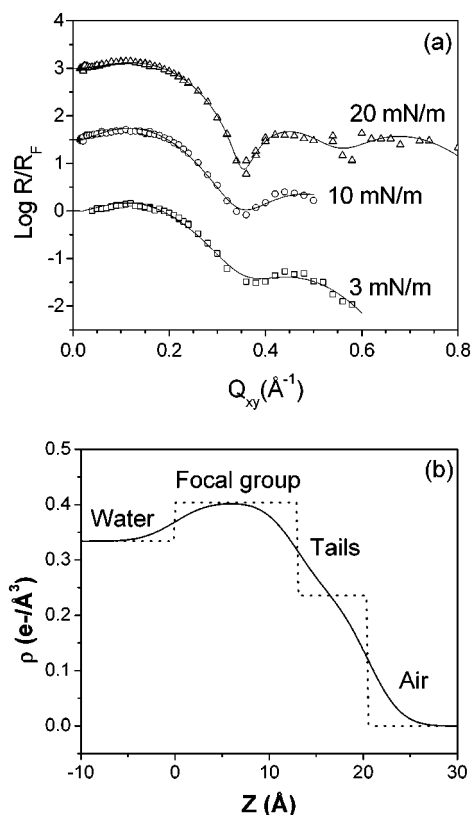 (a)
3
2
1
0
-1
-2
Log R/R_F
20 mN/m
10 mN/m
3 mN/m
0.0 0.2 0.4 0.6 0.8
Q_xy(Å⁻¹)
(b)
0.5
0.4
0.3
0.2
0.1
0.0
ρ (e-/Å³)
Focal group
Water
Tails
Air
-10 0 10 20 30
Z (Å)